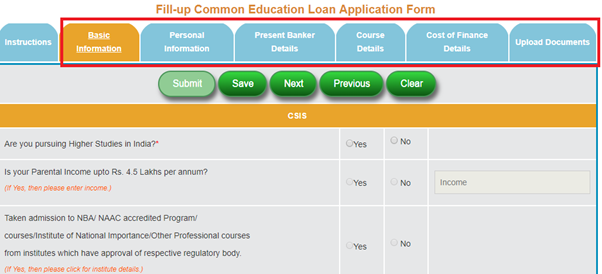 Fill-up Common Education Loan Application Form
Instructions
Basic
Information
Personal
Information
Present Banker
Details
Course
Details
Cost of Finance
Details
Upload Documents
Submit
Save
Next
Previous
Clear
CSIS
Are you pursuing Higher Studies in India?*
Yes
No
Is your Parental Income upto Rs. 4.5 Lakhs per annum?
(If Yes, then please enter income.)
Yes
No
Income
Taken admission to NBA/ NAAC accredited Program/
courses/Institute of National Importance/Other Professional courses
from institutes which have approval of respective regulatory body.
(If Yes, then please click for institute details.)
Yes
No